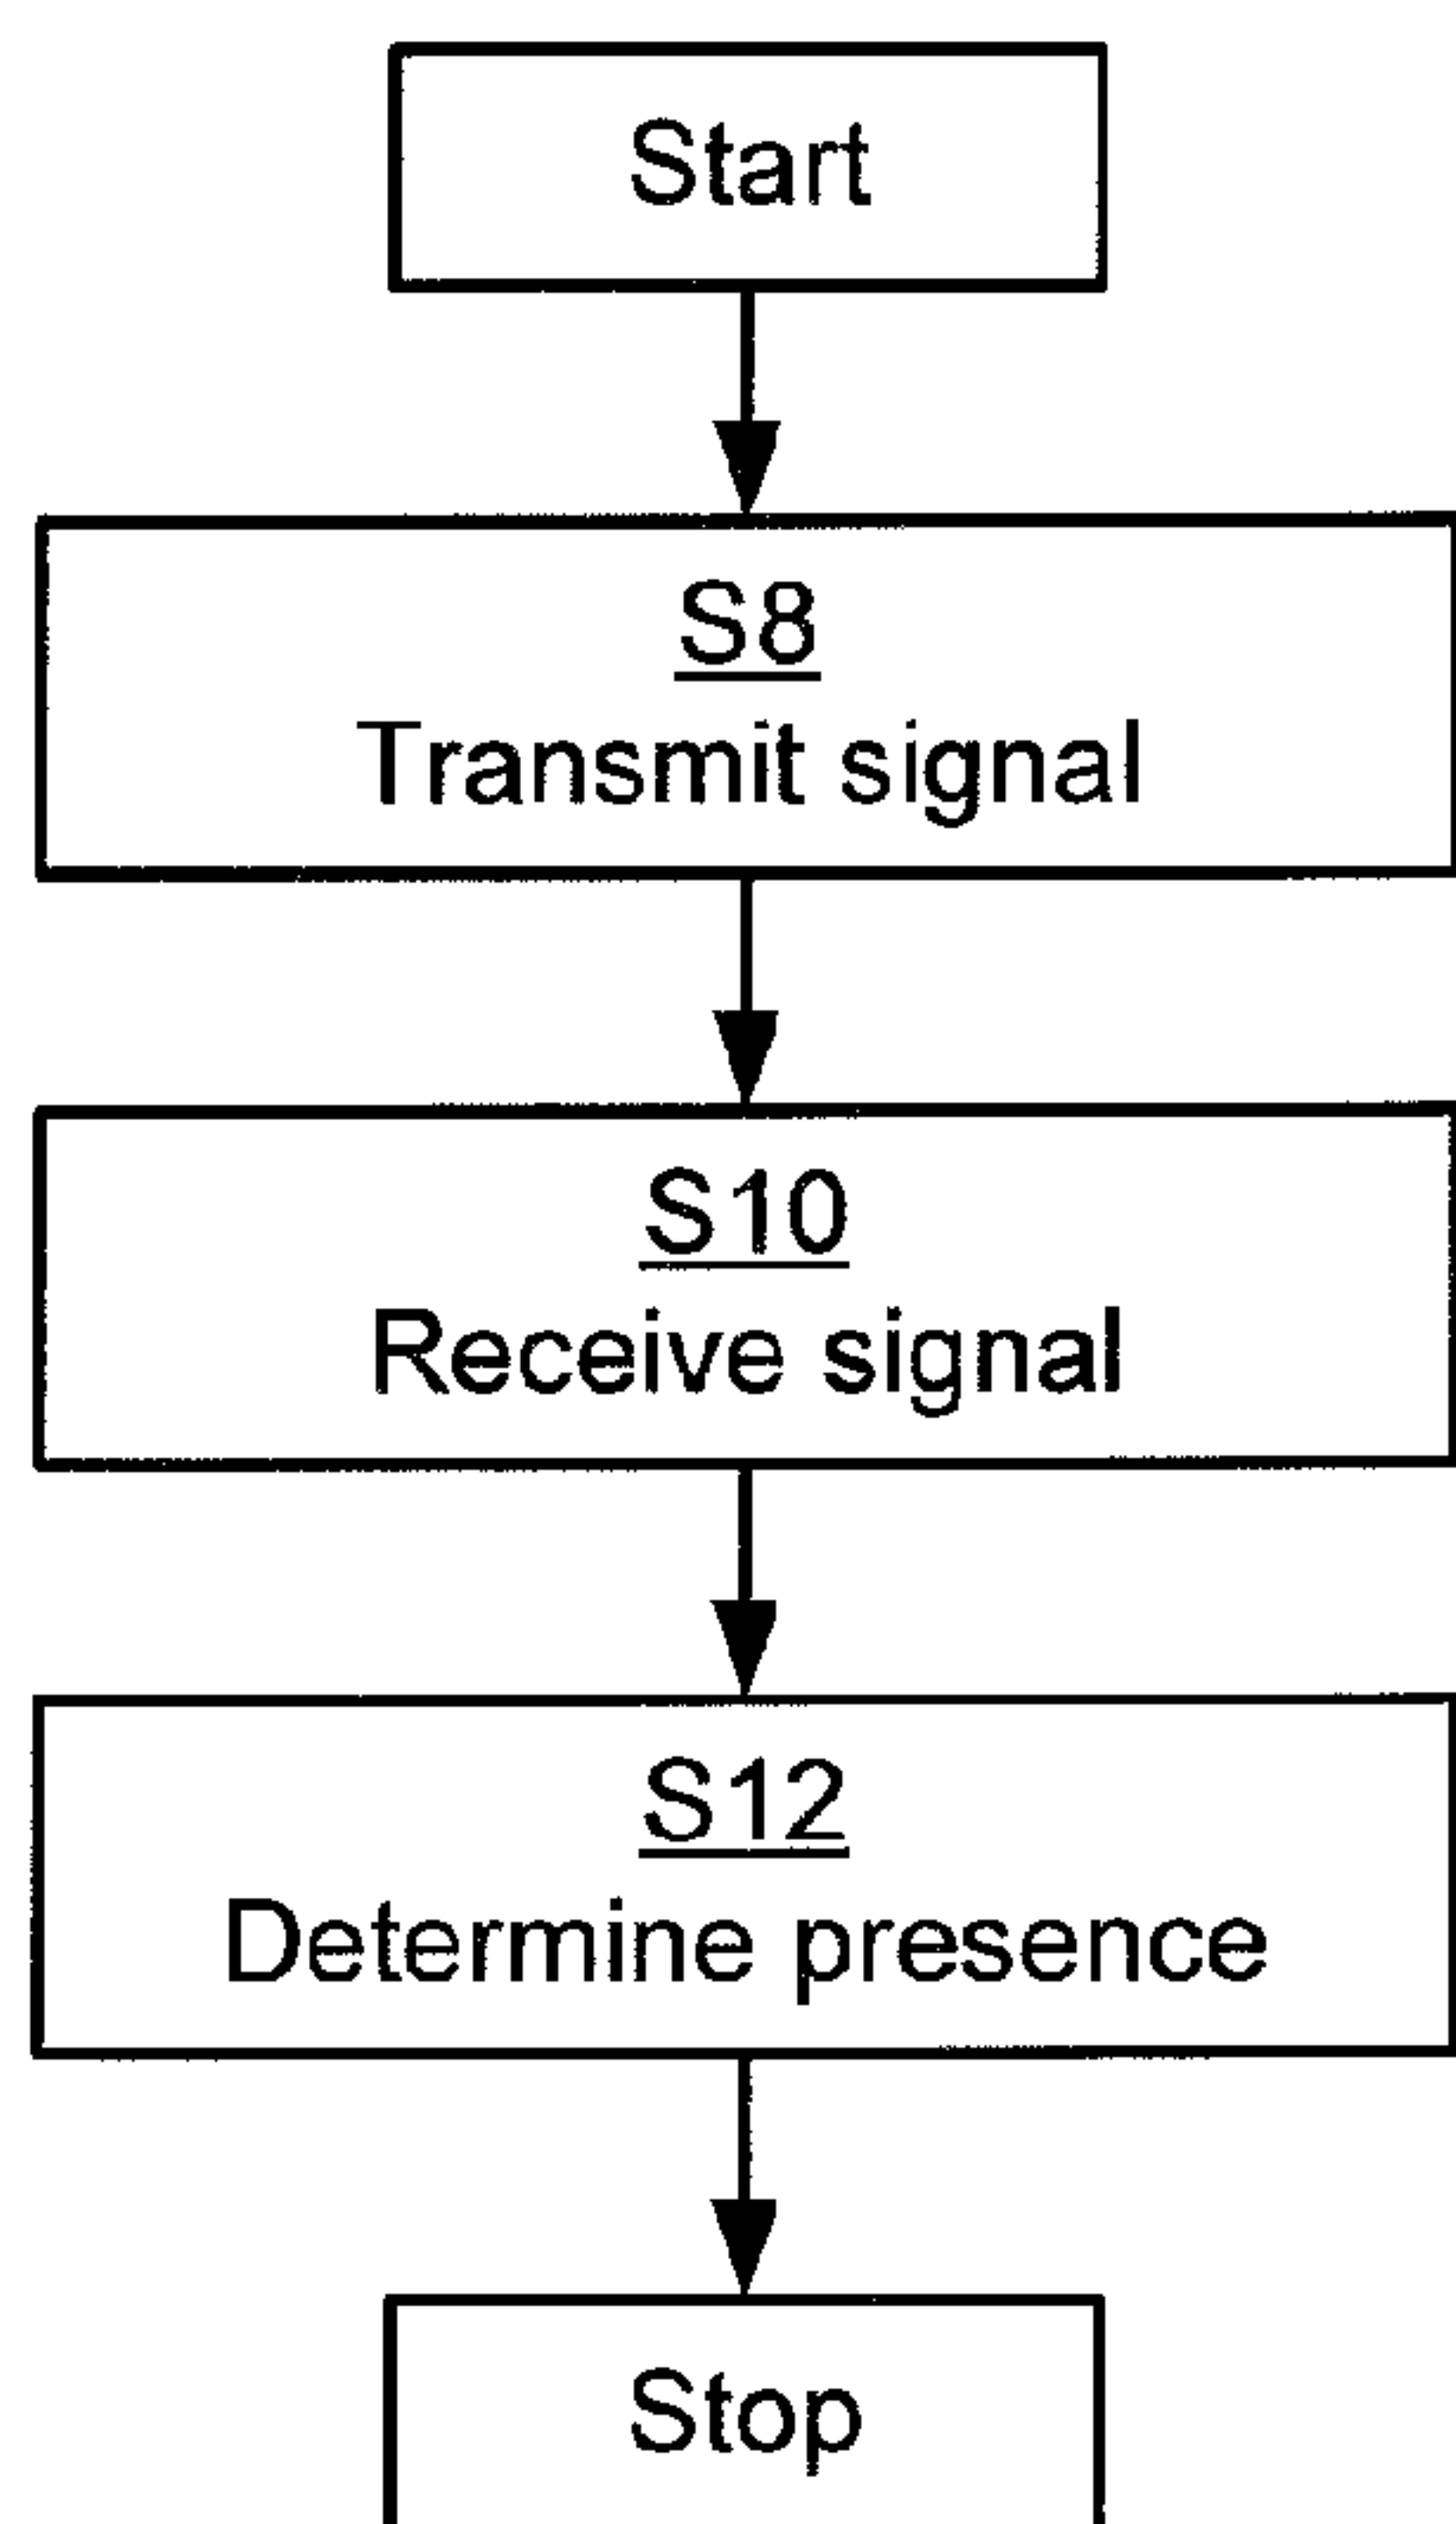 Start
S8
Transmit signal
S10
Receive signal
S12
Determine presence
Stop